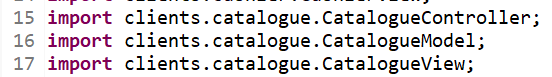 15 import clients.catalogue.CatalogueController;
16 import clients.catalogue.CatalogueModel;
17 import clients.catalogue.CatalogueView;